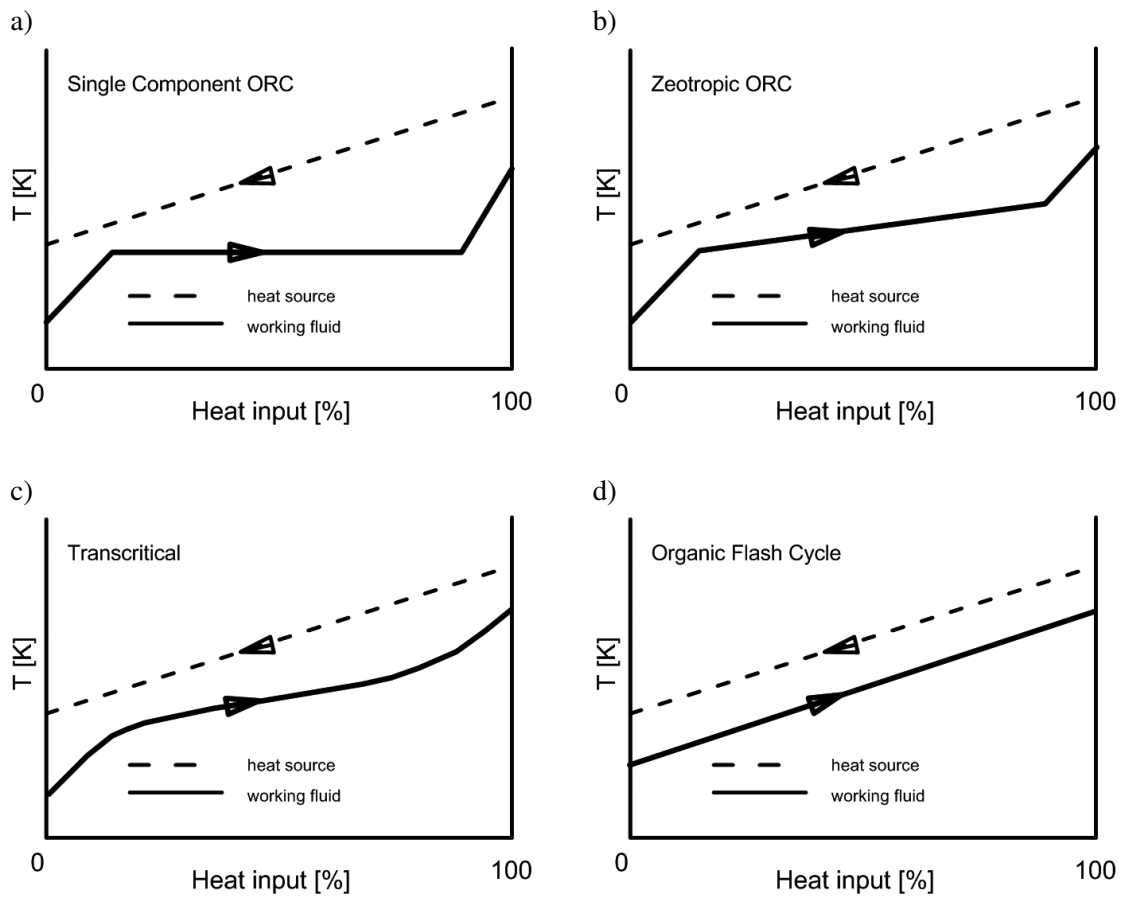 a)
Single Component ORC
T [K]
heat source
working fluid
0
100
Heat input [%]
b)
Zeotropic ORC
T [K]
heat source
working fluid
0
100
Heat input [%]
c)
Transcritical
T [K]
heat source
working fluid
0
100
Heat input [%]
d)
Organic Flash Cycle
T [K]
heat source
working fluid
0
100
Heat input [%]